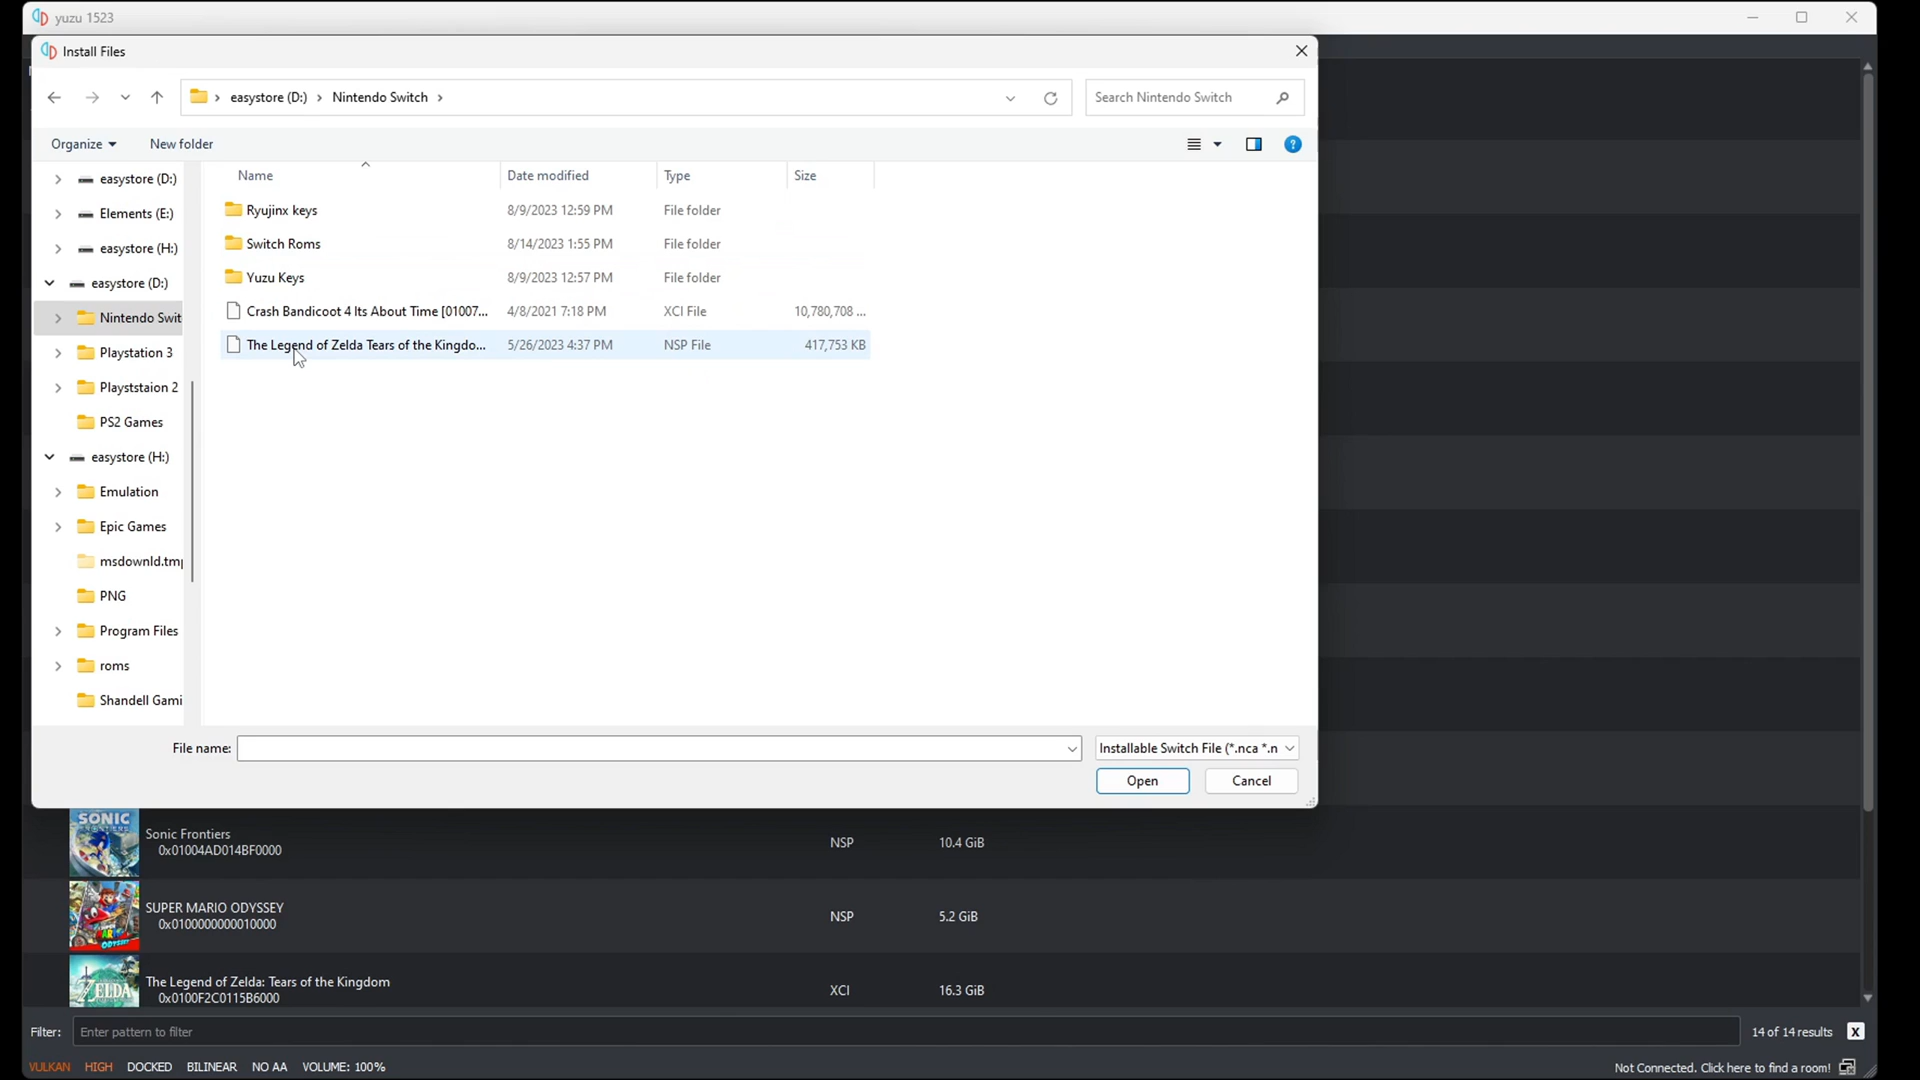 yuzu 1523
Install Files
easystore (D:) > Nintendo Switch >
Search Nintendo Switch
Organize
New folder
Name
Date modified
Type
Size
easystore (D:)
Elements (E:)
easystore (H:)
easystore (D:)
Nintendo Swit
Playstation 3
Playststaion 2
PS2 Games
easystore (H:)
Emulation
Epic Games
msdownld.tmp
PNG
Program Files
roms
Shandell Gami
Ryujinx keys 8/9/2023 12:59 PM File folder
Switch Roms 8/14/2023 1:55 PM File folder
Yuzu Keys 8/9/2023 12:57 PM File folder
Crash Bandicoot 4 Its About Time [01007... 4/8/2021 7:18 PM XCI File 10,780,708 ...
The Legend of Zelda Tears of the Kingdo... 5/26/2023 4:37 PM NSP File 417,753 KB
File name:
Installable Switch File (*.nca *.n
Open
Cancel
SONIC
Sonic Frontiers
0x01004AD014BF0000
NSP
10.4 GiB
SUPER MARIO ODYSSEY
0x0100000000010000
NSP
5.2 GiB
ZELDA
The Legend of Zelda: Tears of the Kingdom
0x0100F2C0115B6000
XCI
16.3 GiB
Filter:
Enter pattern to filter
14 of 14 results
X
VULKAN HIGH DOCKED BILINEAR NO AA VOLUME: 100%
Not Connected. Click here to find a room!